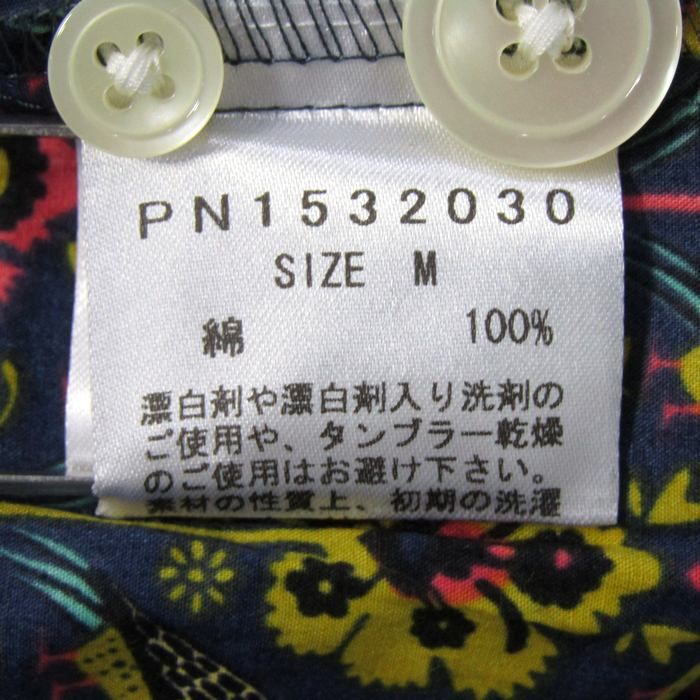 PN1532030
SIZE M
綿 100%
漂白剤や漂白剤入り洗剤の
ご使用や、タンブラー乾燥
のご使用はお避け下さい。
素材の性質上、初期の洗濯